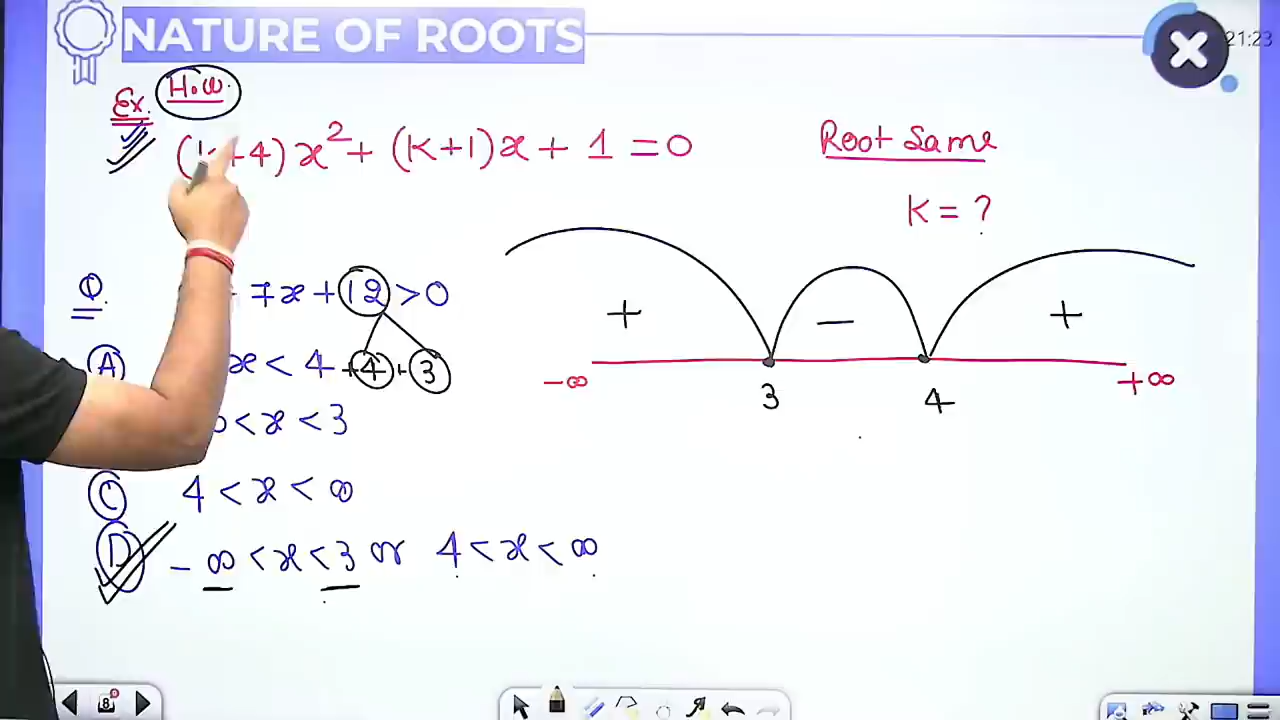 NATURE OF ROOTS
21:23
Ex. H.W.
(k+4)x² + (k+1)x + 1 = 0
Root Same
k = ?
Q. 7x + 12 > 0
+ − +
(A) x < 4 +4 + 3
-∞ 3 4 +∞
< x < 3
(C) 4 < x < ∞
(D) -∞ < x < 3 or 4 < x < ∞
8